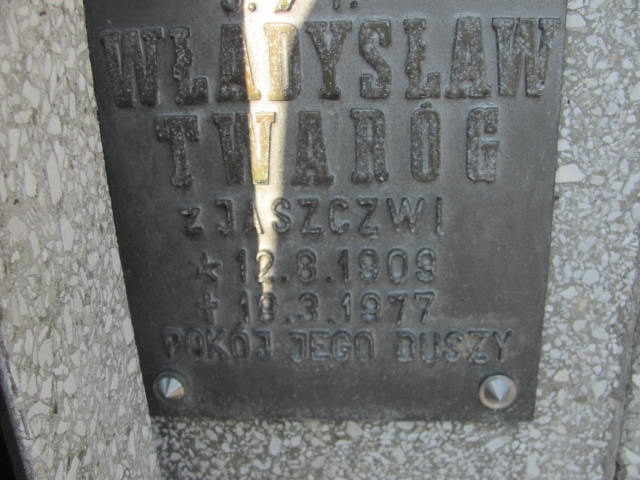 WŁADYSŁAW
TWARÓG
z JASZCZWI
☆ 12.8.1909
† 19.3.1977
POKÓJ JEGO DUSZY